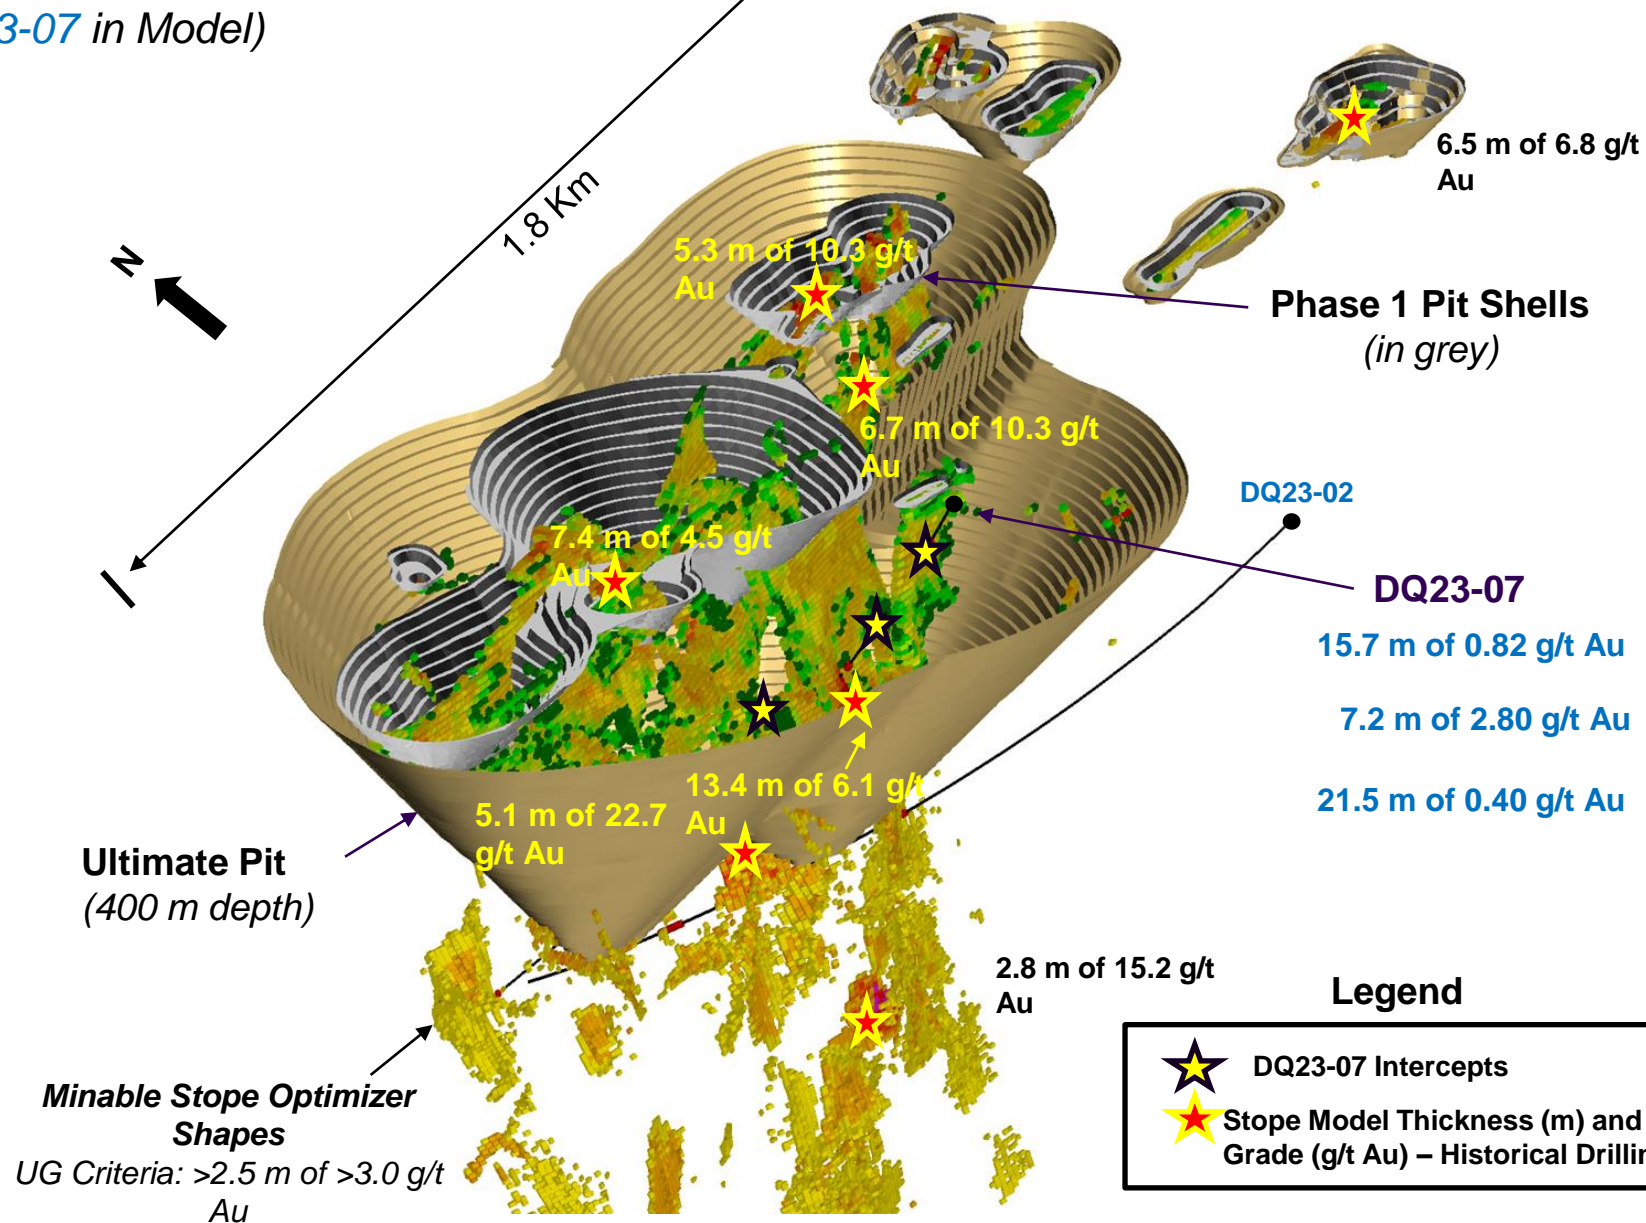 3-07 in Model)
1.8 Km
N
6.5 m of 6.8 g/t
Au
5.3 m of 10.3 g/t
Au
Phase 1 Pit Shells
(in grey)
6.7 m of 10.3 g/t
Au
DQ23-02
7.4 m of 4.5 g/t
Au
DQ23-07
15.7 m of 0.82 g/t Au
7.2 m of 2.80 g/t Au
21.5 m of 0.40 g/t Au
13.4 m of 6.1 g/t
Au
5.1 m of 22.7
g/t Au
Ultimate Pit
(400 m depth)
2.8 m of 15.2 g/t
Au
Minable Stope Optimizer
Shapes
UG Criteria: >2.5 m of >3.0 g/t
Au
Legend
DQ23-07 Intercepts
Stope Model Thickness (m) and
Grade (g/t Au) – Historical Drillin